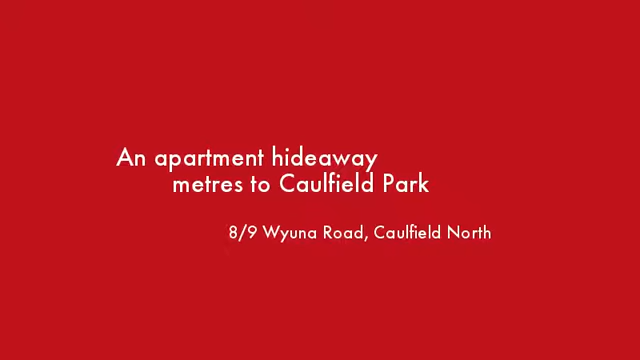 An apartment hideaway
metres to Caulfield Park
8/9 Wyuna Road, Caulfield North